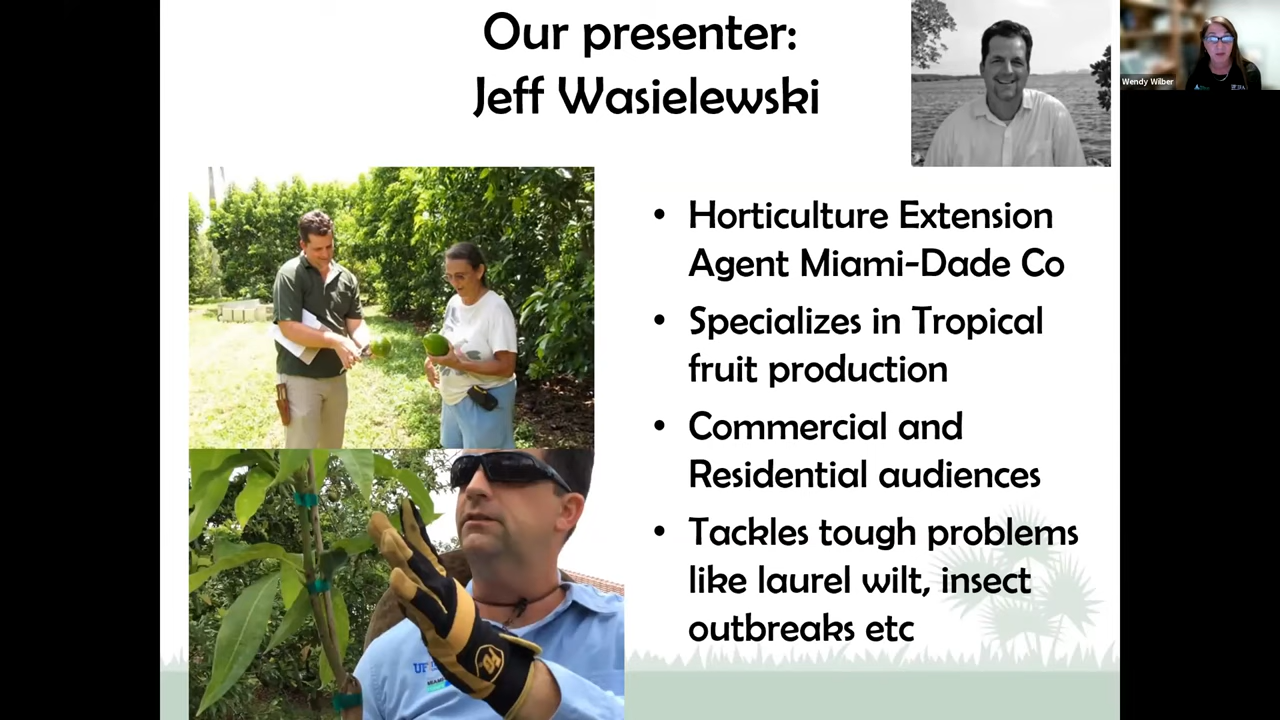 Our presenter:
Jeff Wasielewski
Wendy Wilber
• Horticulture Extension
Agent Miami-Dade Co
• Specializes in Tropical
fruit production
• Commercial and
Residential audiences
• Tackles tough problems
like laurel wilt, insect
outbreaks etc
UF